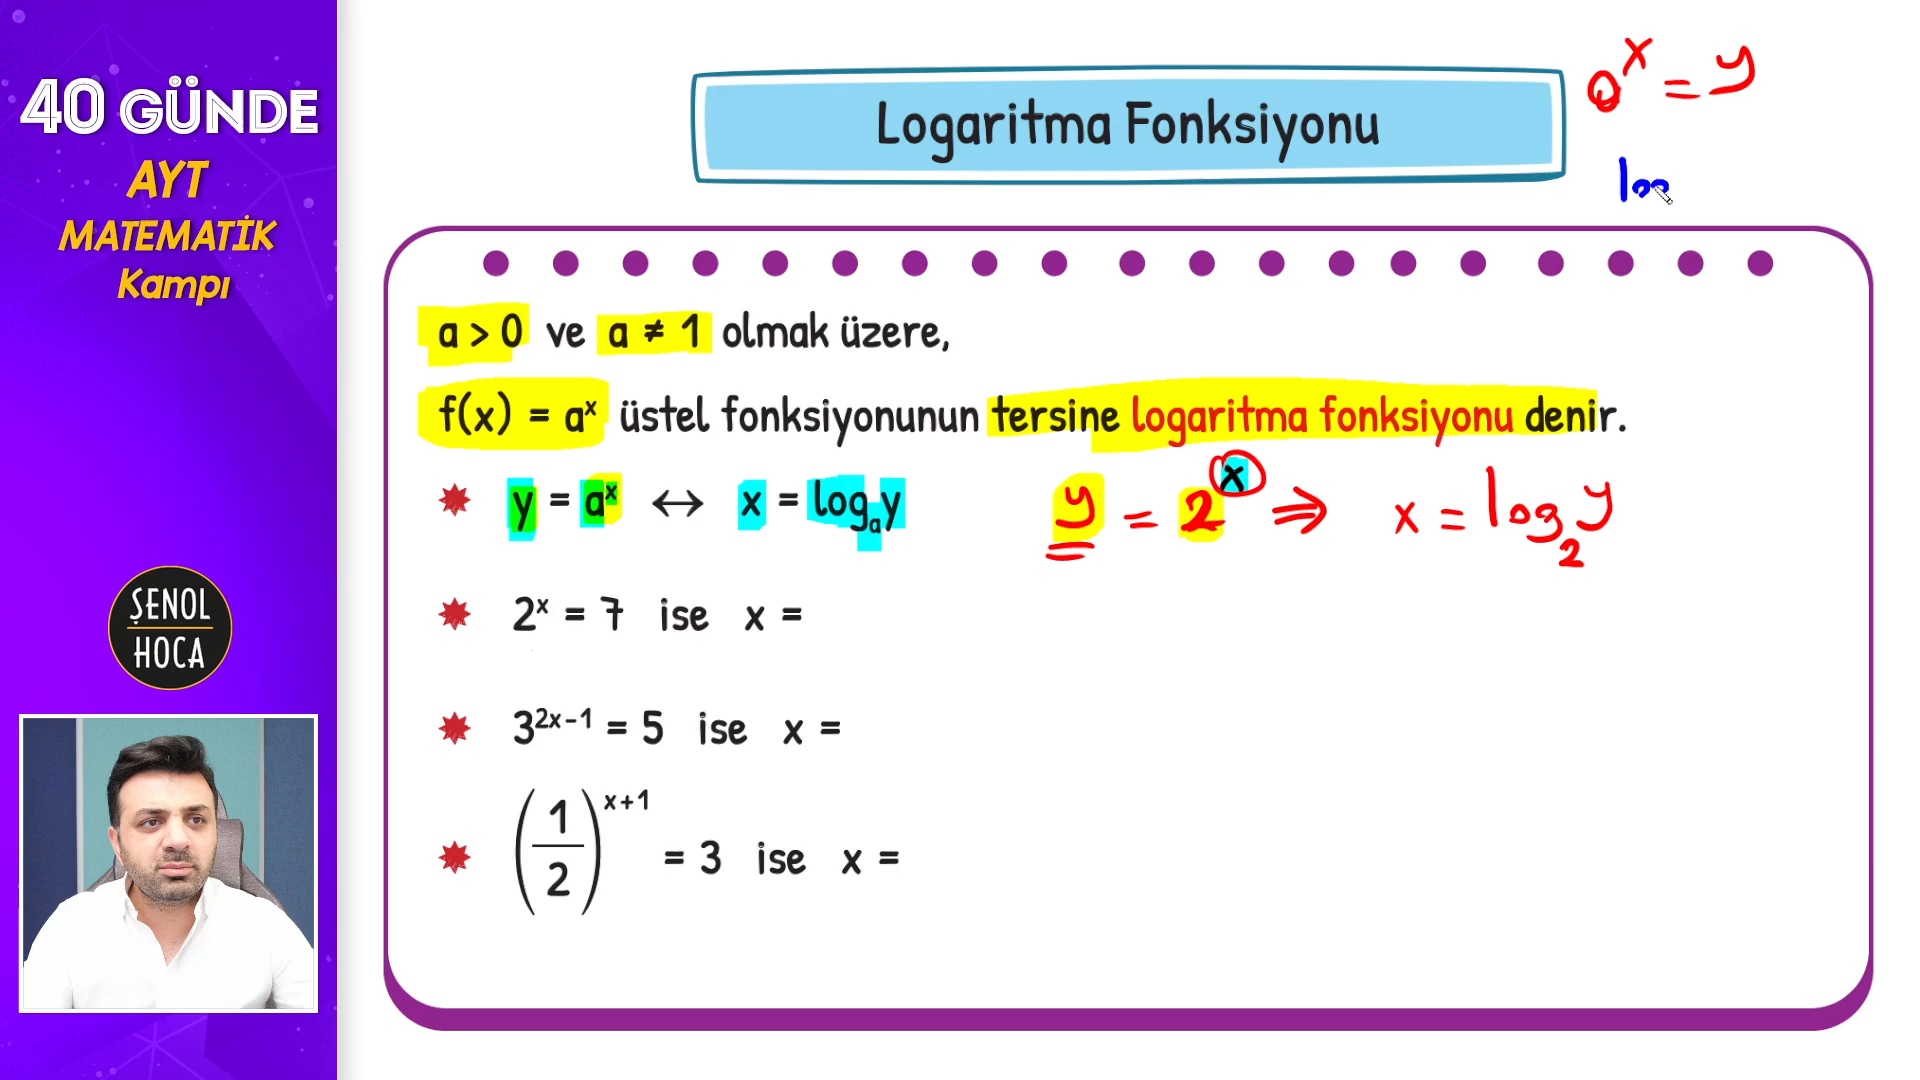 40 GÜNDE
AYT
MATEMATİK
Kampı
ŞENOL
HOCA
Logaritma Fonksiyonu
a^x = y
log
a > 0 ve a ≠ 1 olmak üzere,
f(x) = a^x üstel fonksiyonunun tersine logaritma fonksiyonu denir.
y = a^x ↔ x = log_a y
y = 2^x ⇒ x = log_2 y
2^x = 7 ise x =
3^(2x-1) = 5 ise x =
(1/2)^(x+1) = 3 ise x =